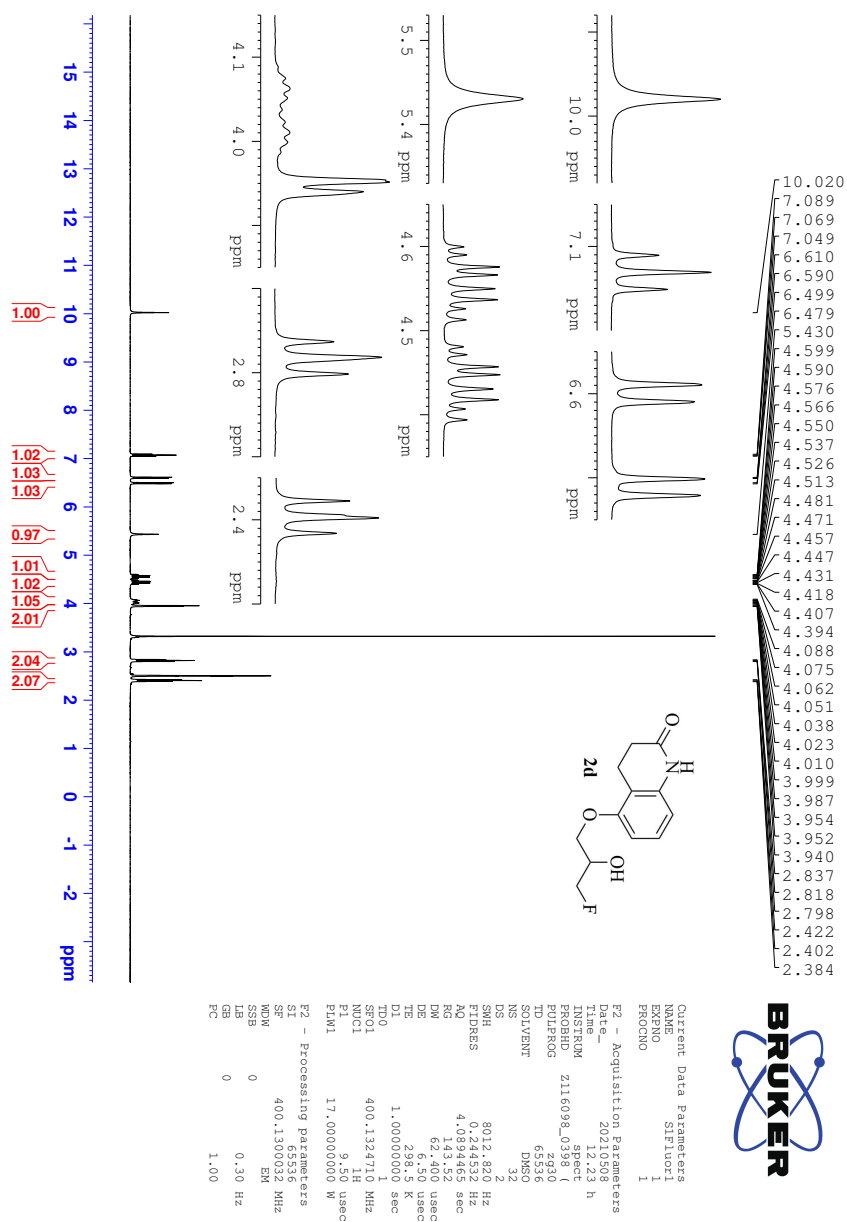 10.020
7.089
7.069
7.049
6.610
6.590
6.499
6.479
5.430
4.599
4.590
4.576
4.566
4.550
4.537
4.526
4.513
4.481
4.471
4.457
4.447
4.431
4.418
4.407
4.394
4.088
4.075
4.062
4.051
4.038
4.023
4.010
3.999
3.987
3.954
3.952
3.940
2.837
2.818
2.798
2.422
2.402
2.384
BRUKER
Current Data Parameters
NAME S1Fluor1
EXPNO 1
PROCNO 1
F2 - Acquisition Parameters
Date_ 20210508
Time 12.23 h
INSTRUM spect
PROBHD Z116098_0398 (
PULPROG zg30
TD 65536
SOLVENT DMSO
NS 32
DS 2
SWH 8012.820 Hz
FIDRES 0.244532 Hz
AQ 4.0894465 sec
RG 143.52
DW 62.400 usec
DE 6.50 usec
TE 298.5 K
D1 1.00000000 sec
TD0 1
SFO1 400.1324710 MHz
NUC1 1H
P1 9.50 usec
PLW1 17.00000000 W
F2 - Processing parameters
SI 65536
SF 400.1300032 MHz
WDW EM
SSB 0
LB 0.30 Hz
GB 0
PC 1.00
10.0 ppm
7.1 ppm
6.6 ppm
5.5 5.4 ppm
4.6 4.5 ppm
4.1 4.0 ppm
2.8 ppm
2.4 ppm
O
H
N
O
OH
F
2d
15 14 13 12 11 10 9 8 7 6 5 4 3 2 1 0 -1 -2 ppm
1.00
1.02
1.03
1.03
0.97
1.01
1.02
1.05
2.01
2.04
2.07